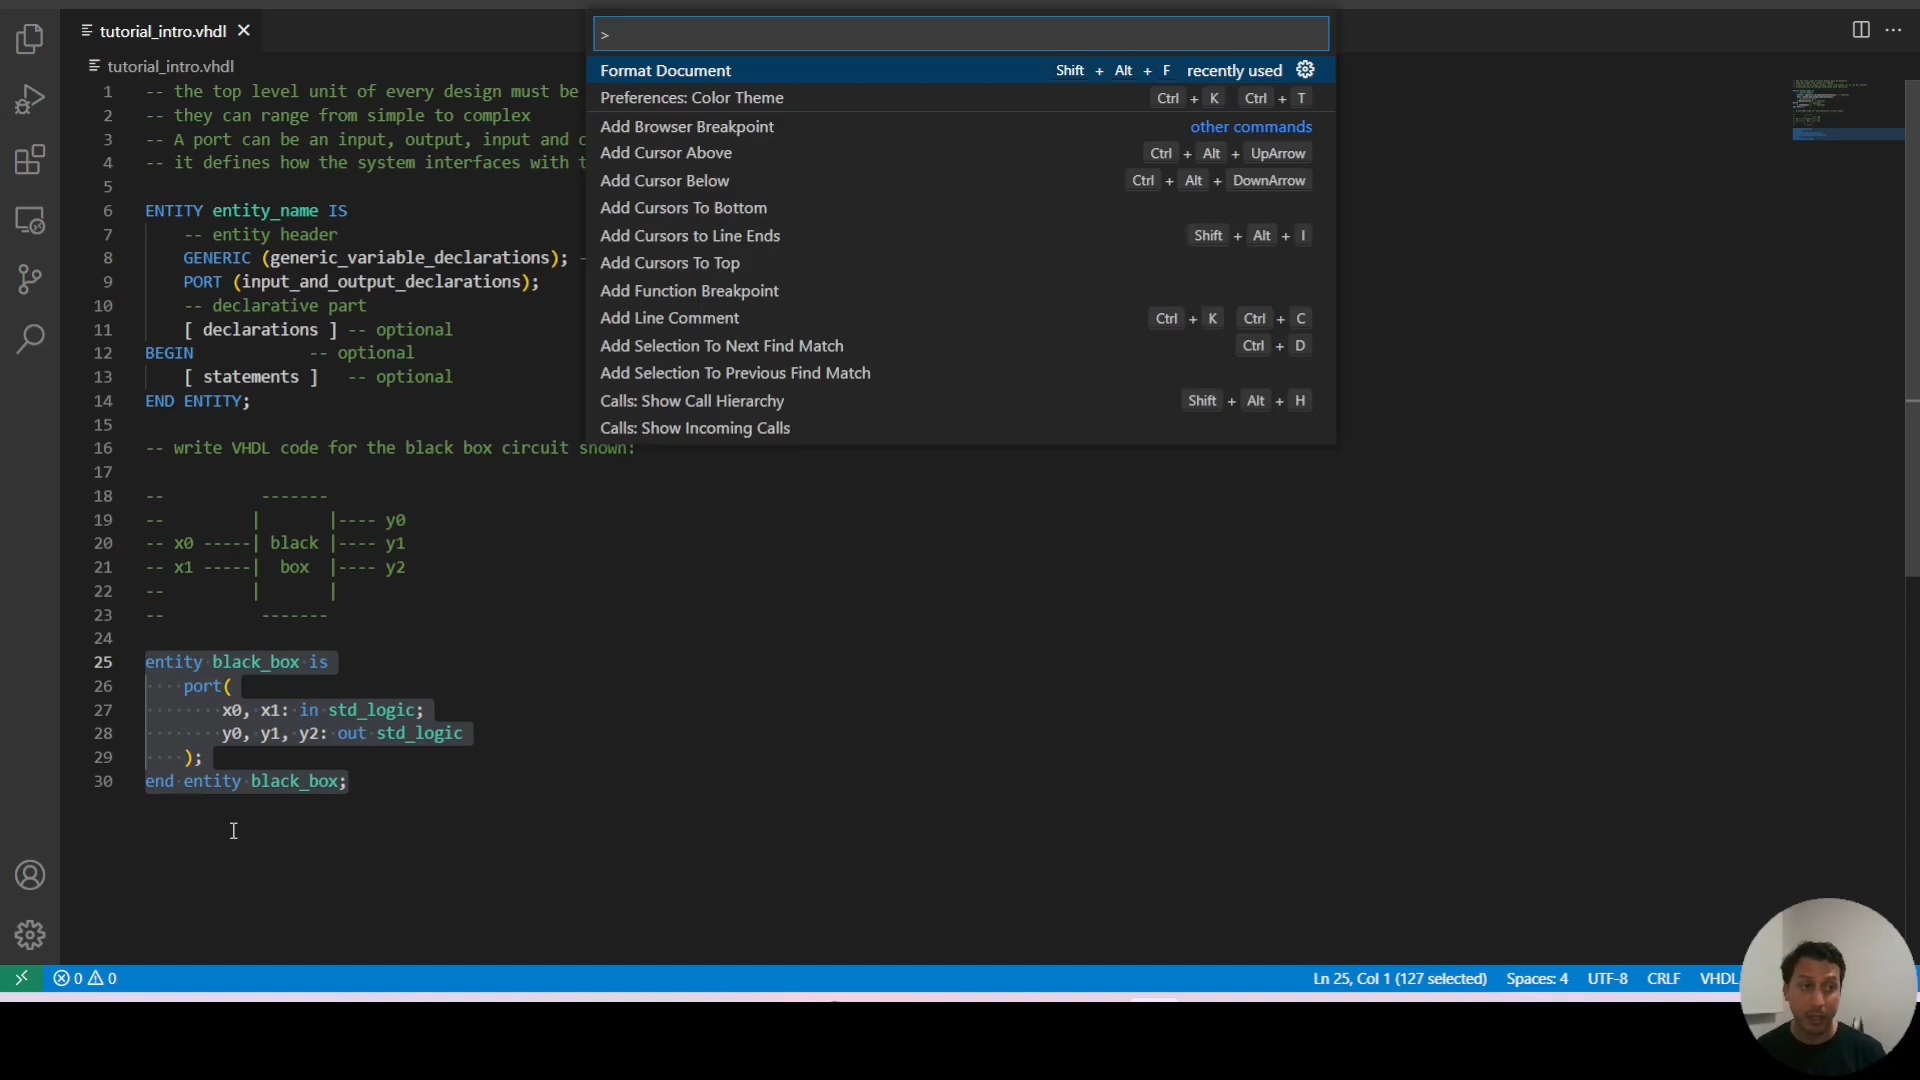 tutorial_intro.vhdl
tutorial_intro.vhdl
>
Format Document Shift + Alt + F recently used
Preferences: Color Theme Ctrl + K Ctrl + T
Add Browser Breakpoint other commands
Add Cursor Above Ctrl + Alt + UpArrow
Add Cursor Below Ctrl + Alt + DownArrow
Add Cursors To Bottom
Add Cursors to Line Ends Shift + Alt + I
Add Cursors To Top
Add Function Breakpoint
Add Line Comment Ctrl + K Ctrl + C
Add Selection To Next Find Match Ctrl + D
Add Selection To Previous Find Match
Calls: Show Call Hierarchy Shift + Alt + H
Calls: Show Incoming Calls
1 -- the top level unit of every design must be
2 -- they can range from simple to complex
3 -- A port can be an input, output, input and
4 -- it defines how the system interfaces with
5
6 ENTITY entity_name IS
7 -- entity header
8 GENERIC (generic_variable_declarations); -
9 PORT (input_and_output_declarations);
10 -- declarative part
11 [ declarations ] -- optional
12 BEGIN -- optional
13 [ statements ] -- optional
14 END ENTITY;
15
16 -- write VHDL code for the black box circuit shown:
17
18 -- -------
19 -- | |---- y0
20 -- x0 -----| black |---- y1
21 -- x1 -----| box |---- y2
22 -- | |
23 -- -------
24
25 entity black_box is
26 port(
27 x0, x1: in std_logic;
28 y0, y1, y2: out std_logic
29 );
30 end entity black_box;
0 0 Ln 25, Col 1 (127 selected) Spaces: 4 UTF-8 CRLF VHDL